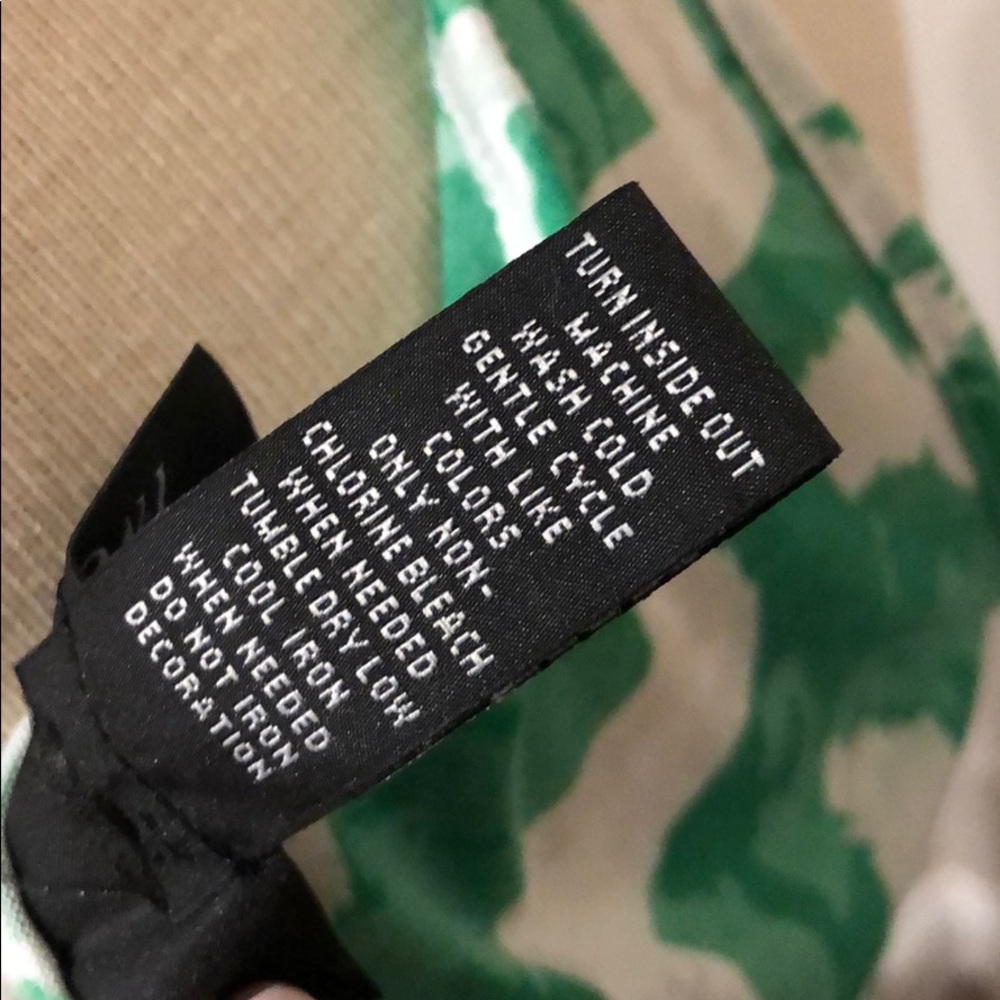 TURN INSIDE OUT
MACHINE
WASH COLD
GENTLE CYCLE
WITH LIKE
COLORS
ONLY NON-
CHLORINE BLEACH
WHEN NEEDED
TUMBLE DRY LOW
COOL IRON
WHEN NEEDED
DO NOT IRON
DECORATION